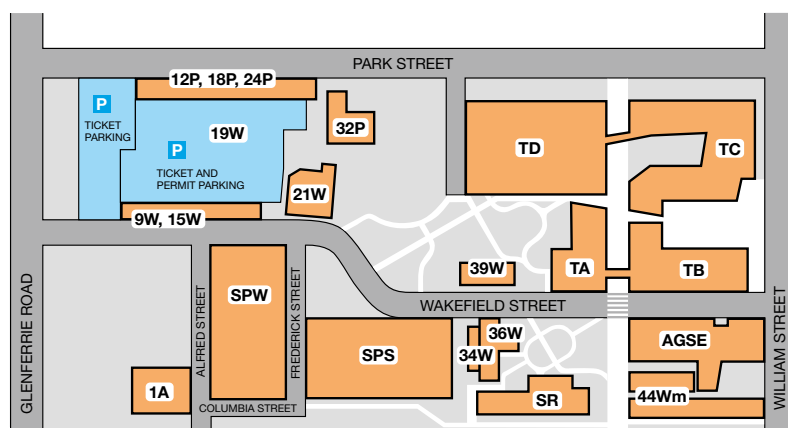 PARK STREET
12P, 18P, 24P
P
TICKET
PARKING
19W
P
TICKET AND
PERMIT PARKING
32P
TD
TC
21W
9W, 15W
39W
TA
TB
GLENFERRIE ROAD
ALFRED STREET
SPW
FREDERICK STREET
WAKEFIELD STREET
WILLIAM STREET
SPS
36W
34W
AGSE
1A
SR
44Wm
COLUMBIA STREET